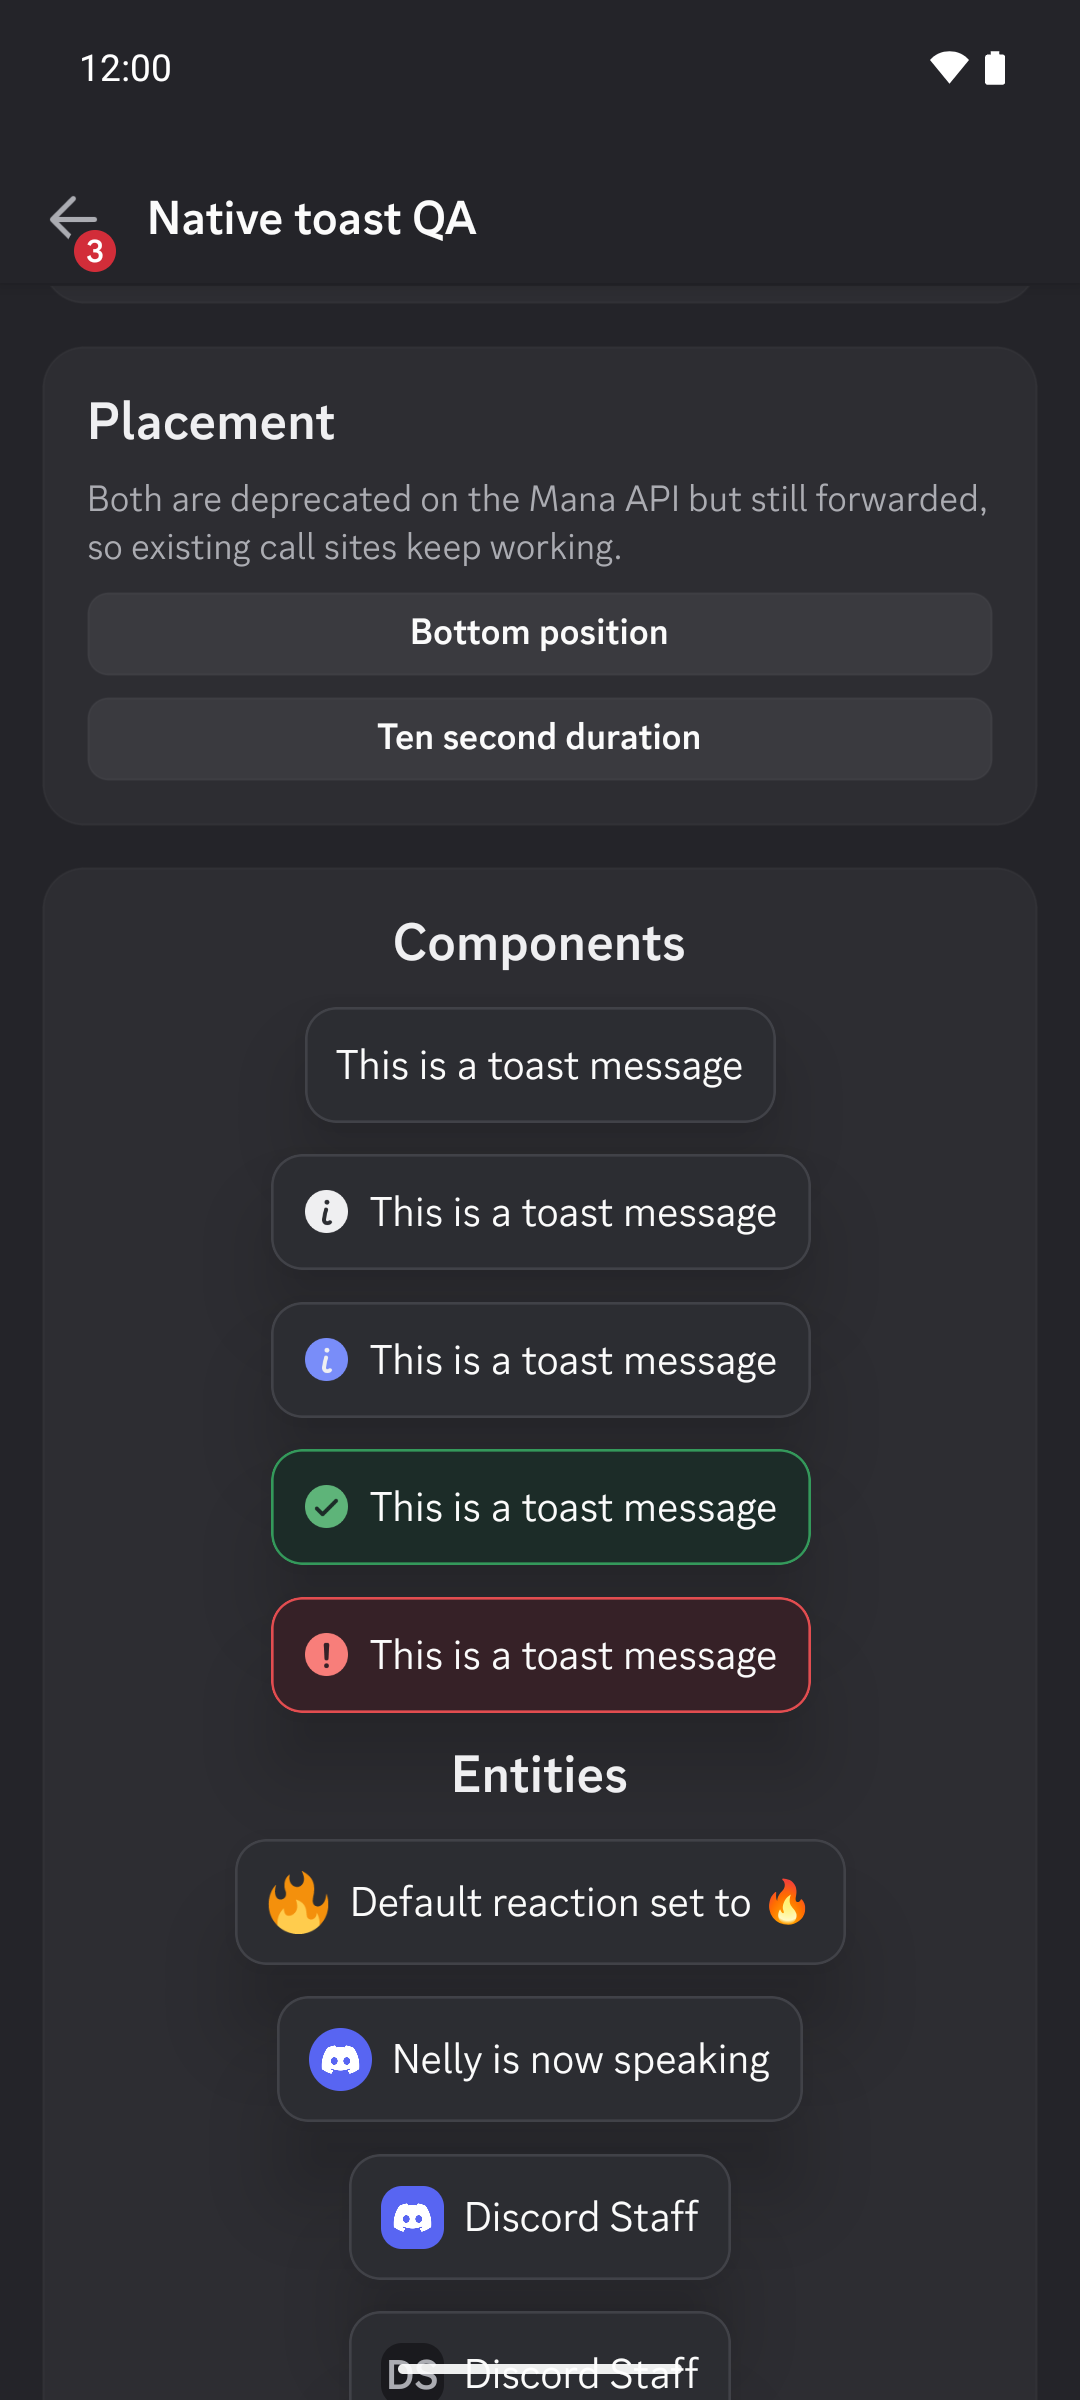 12:00
Native toast QA
3
Placement
Both are deprecated on the Mana API but still forwarded,
so existing call sites keep working.
Bottom position
Ten second duration
Components
This is a toast message
This is a toast message
This is a toast message
This is a toast message
This is a toast message
Entities
Default reaction set to 🔥
Nelly is now speaking
Discord Staff
DS Discord Staff